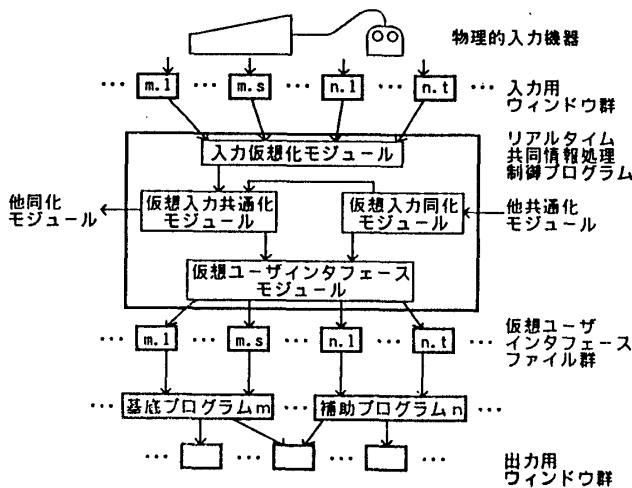 物理的入力機器
… m.1 … m.s … n.1 … n.t … 入力用
ウィンドウ群
リアルタイム
共同情報処理
制御プログラム
入力仮想化モジュール
他同化
モジュール
仮想入力共通化
モジュール
仮想入力同化
モジュール
他共通化
モジュール
仮想ユーザインタフェース
モジュール
… m.1 … m.s … n.1 … n.t … 仮想ユーザ
インタフェース
ファイル群
… 基底プログラムm … 補助プログラムn …
… … … …
出力用
ウィンドウ群